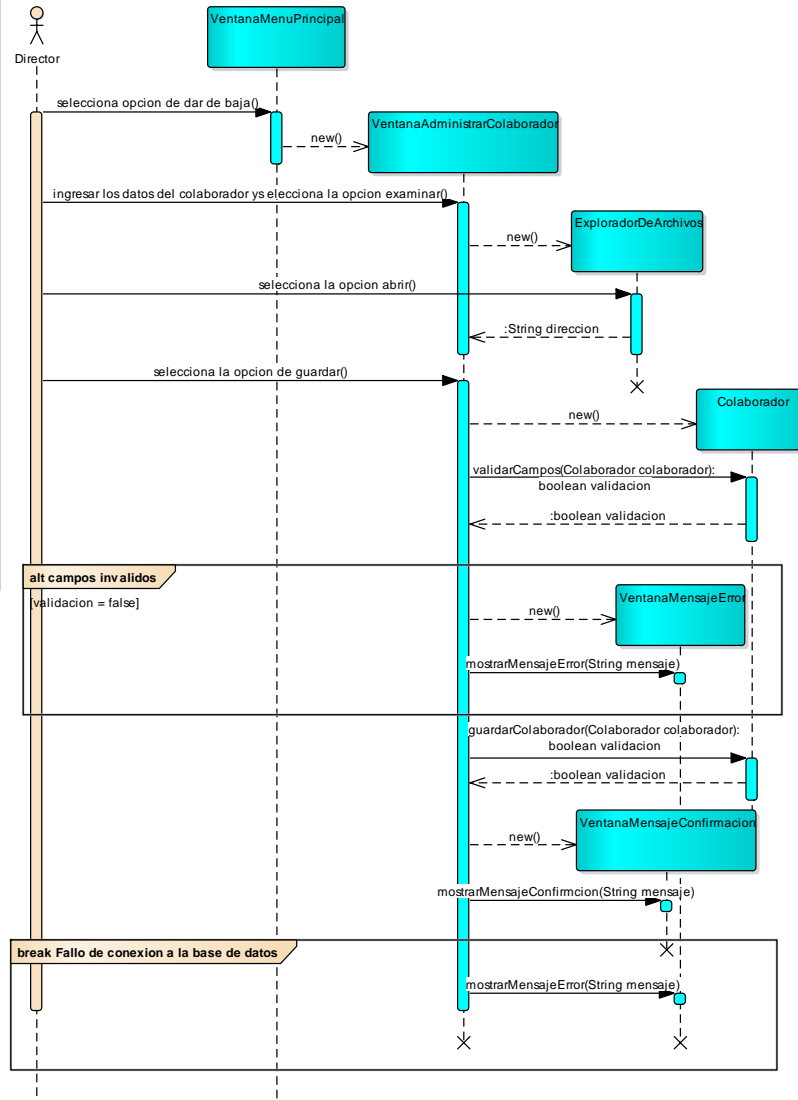 VentanaMenuPrincipal
Director
selecciona opcion de dar de baja()
VentanaAdministrarColaborador
new()
ingresar los datos del colaborador ys elecciona la opcion examinar()
ExploradorDeArchivos
new()
selecciona la opcion abrir()
:String direccion
selecciona la opcion de guardar()
Colaborador
new()
validarCampos(Colaborador colaborador):
boolean validacion
:boolean validacion
alt campos invalidos
[validacion = false]
VentanaMensajeError
new()
mostrarMensajeError(String mensaje)
guardarColaborador(Colaborador colaborador):
boolean validacion
:boolean validacion
VentanaMensajeConfirmacion
new()
mostrarMensajeConfirmcion(String mensaje)
break Fallo de conexion a la base de datos
mostrarMensajeError(String mensaje)